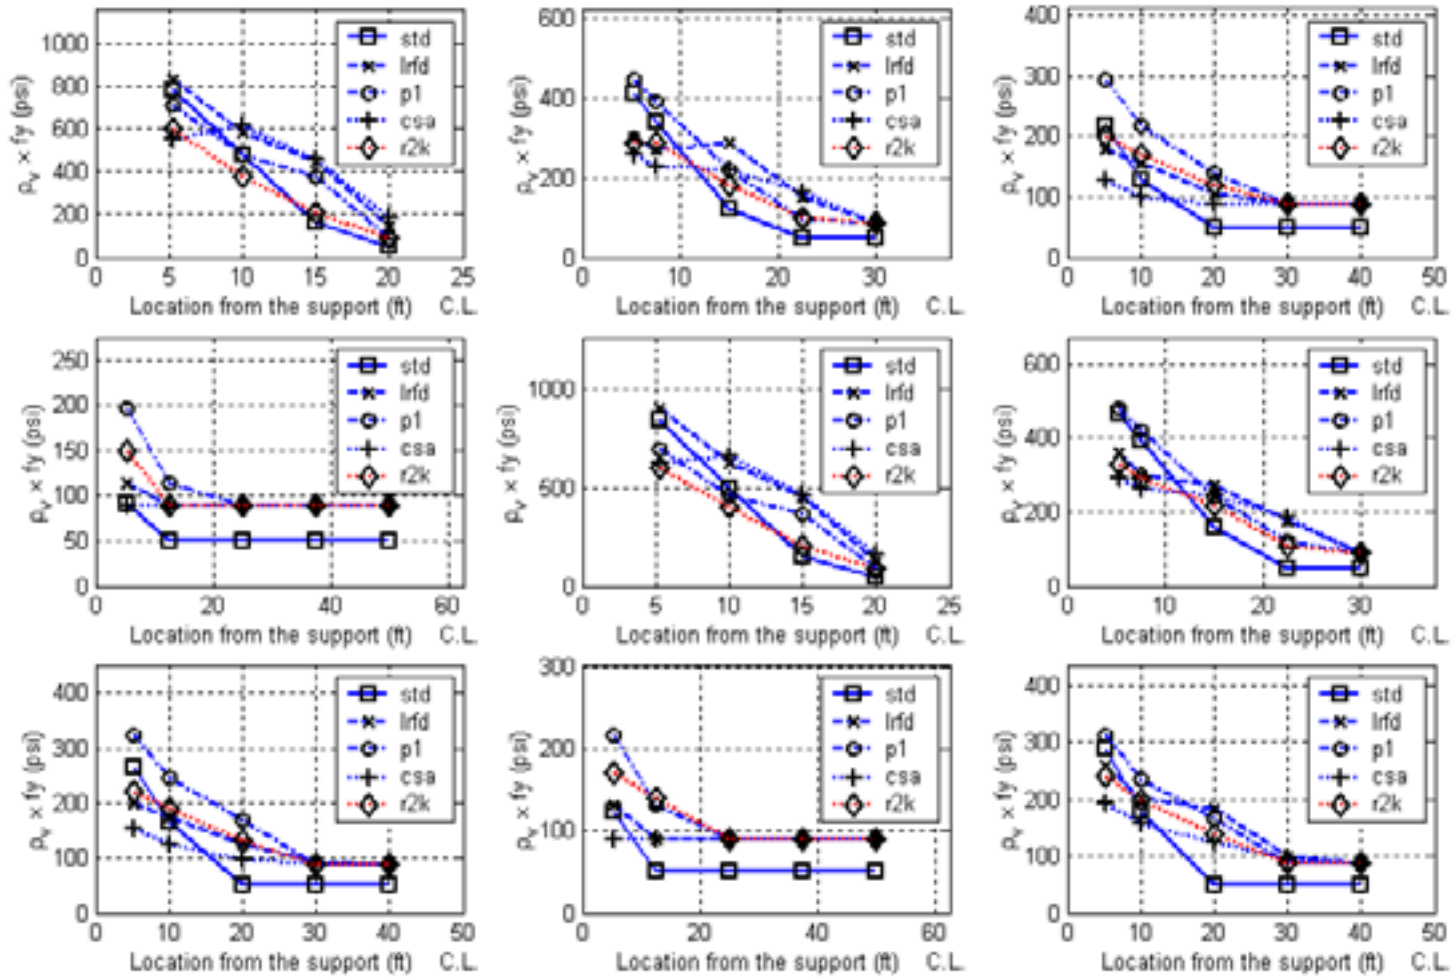 1000
800
600
400
200
0
ρv × fy (psi)
std
lrfd
p1
csa
r2k
0 5 10 15 20 25
Location from the support (ft) C.L.
600
400
200
0
ρv × fy (psi)
std
lrfd
p1
csa
r2k
0 10 20 30
Location from the support (ft) C.L.
400
300
200
100
0
ρv × fy (psi)
std
lrfd
p1
csa
r2k
0 10 20 30 40 50
Location from the support (ft) C.L.
250
200
150
100
50
0
ρv × fy (psi)
std
lrfd
p1
csa
r2k
0 20 40 60
Location from the support (ft) C.L.
1000
500
0
ρv × fy (psi)
std
lrfd
p1
csa
r2k
0 5 10 15 20 25
Location from the support (ft) C.L.
600
400
200
0
ρv × fy (psi)
std
lrfd
p1
csa
r2k
0 10 20 30
Location from the support (ft) C.L.
400
300
200
100
0
ρv × fy (psi)
std
lrfd
p1
csa
r2k
0 10 20 30 40 50
Location from the support (ft) C.L.
300
200
100
0
ρv × fy (psi)
std
lrfd
p1
csa
r2k
0 20 40 60
Location from the support (ft) C.L.
400
300
200
100
0
ρv × fy (psi)
std
lrfd
p1
csa
r2k
0 10 20 30 40 50
Location from the support (ft) C.L.